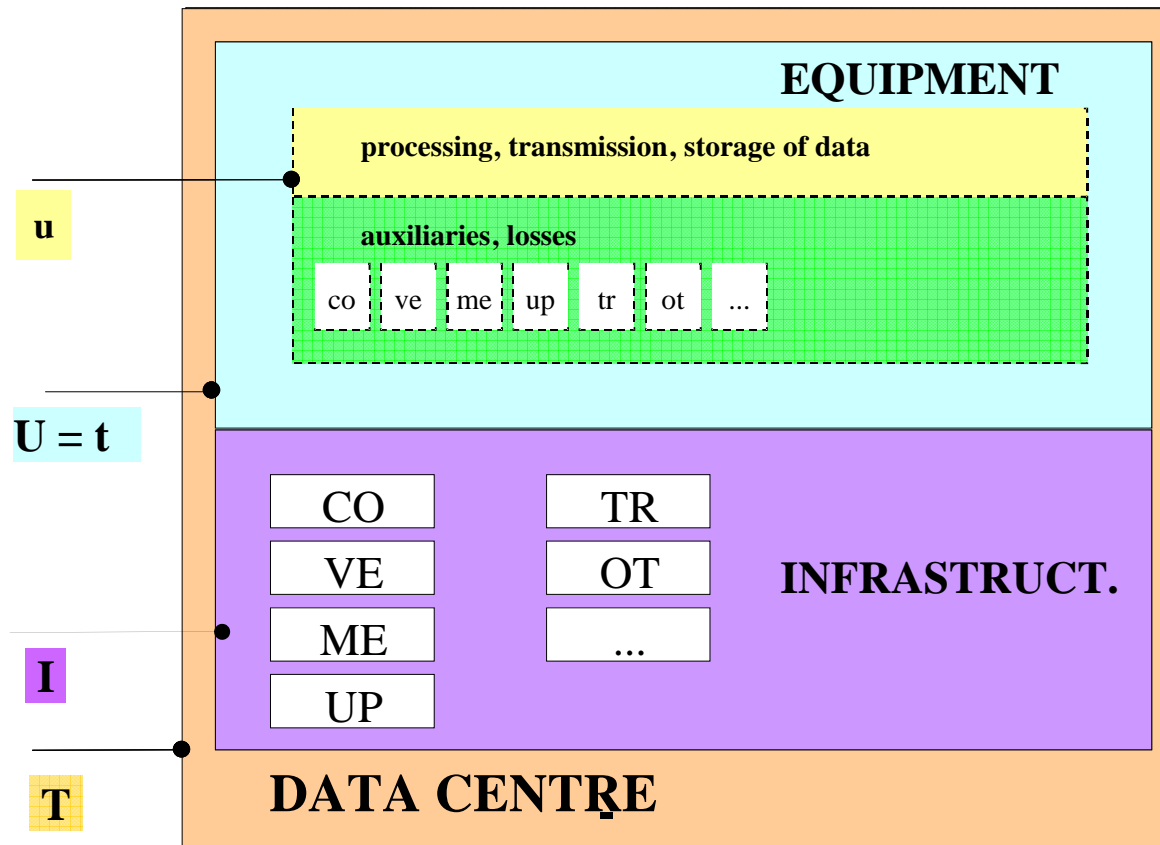 EQUIPMENT
processing, transmission, storage of data
u
auxiliaries, losses
co ve me up tr ot ...
U = t
CO TR
VE OT
INFRASTRUCT.
ME ...
I
UP
T
DATA CENTRE